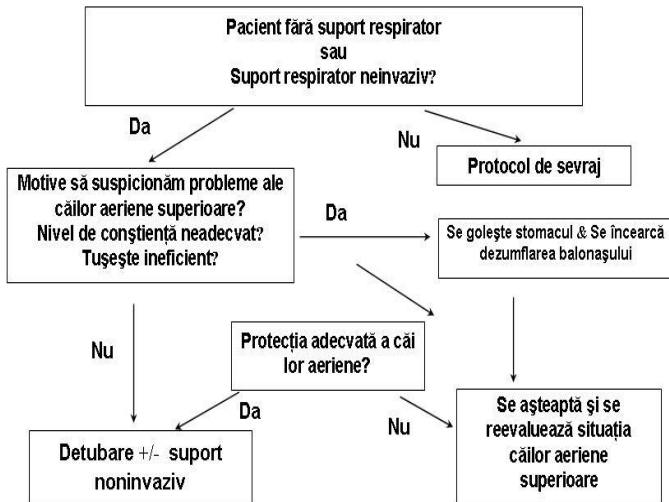 Pacient fără suport respirator
sau
Suport respirator neinvaziv?
Da
Nu
Protocol de sevraj
Motive să suspicionăm probleme ale
căilor aeriene superioare?
Nivel de conştienţă neadecvat?
Tuşeşte ineficient?
Da
Se goleşte stomacul & Se încearcă
dezumflarea balonaşului
Nu
Protecţia adecvată a căi
lor aeriene?
Da
Nu
Detubare +/- suport
noninvaziv
Se aşteaptă şi se
reevaluează situaţia
căilor aeriene
superioare